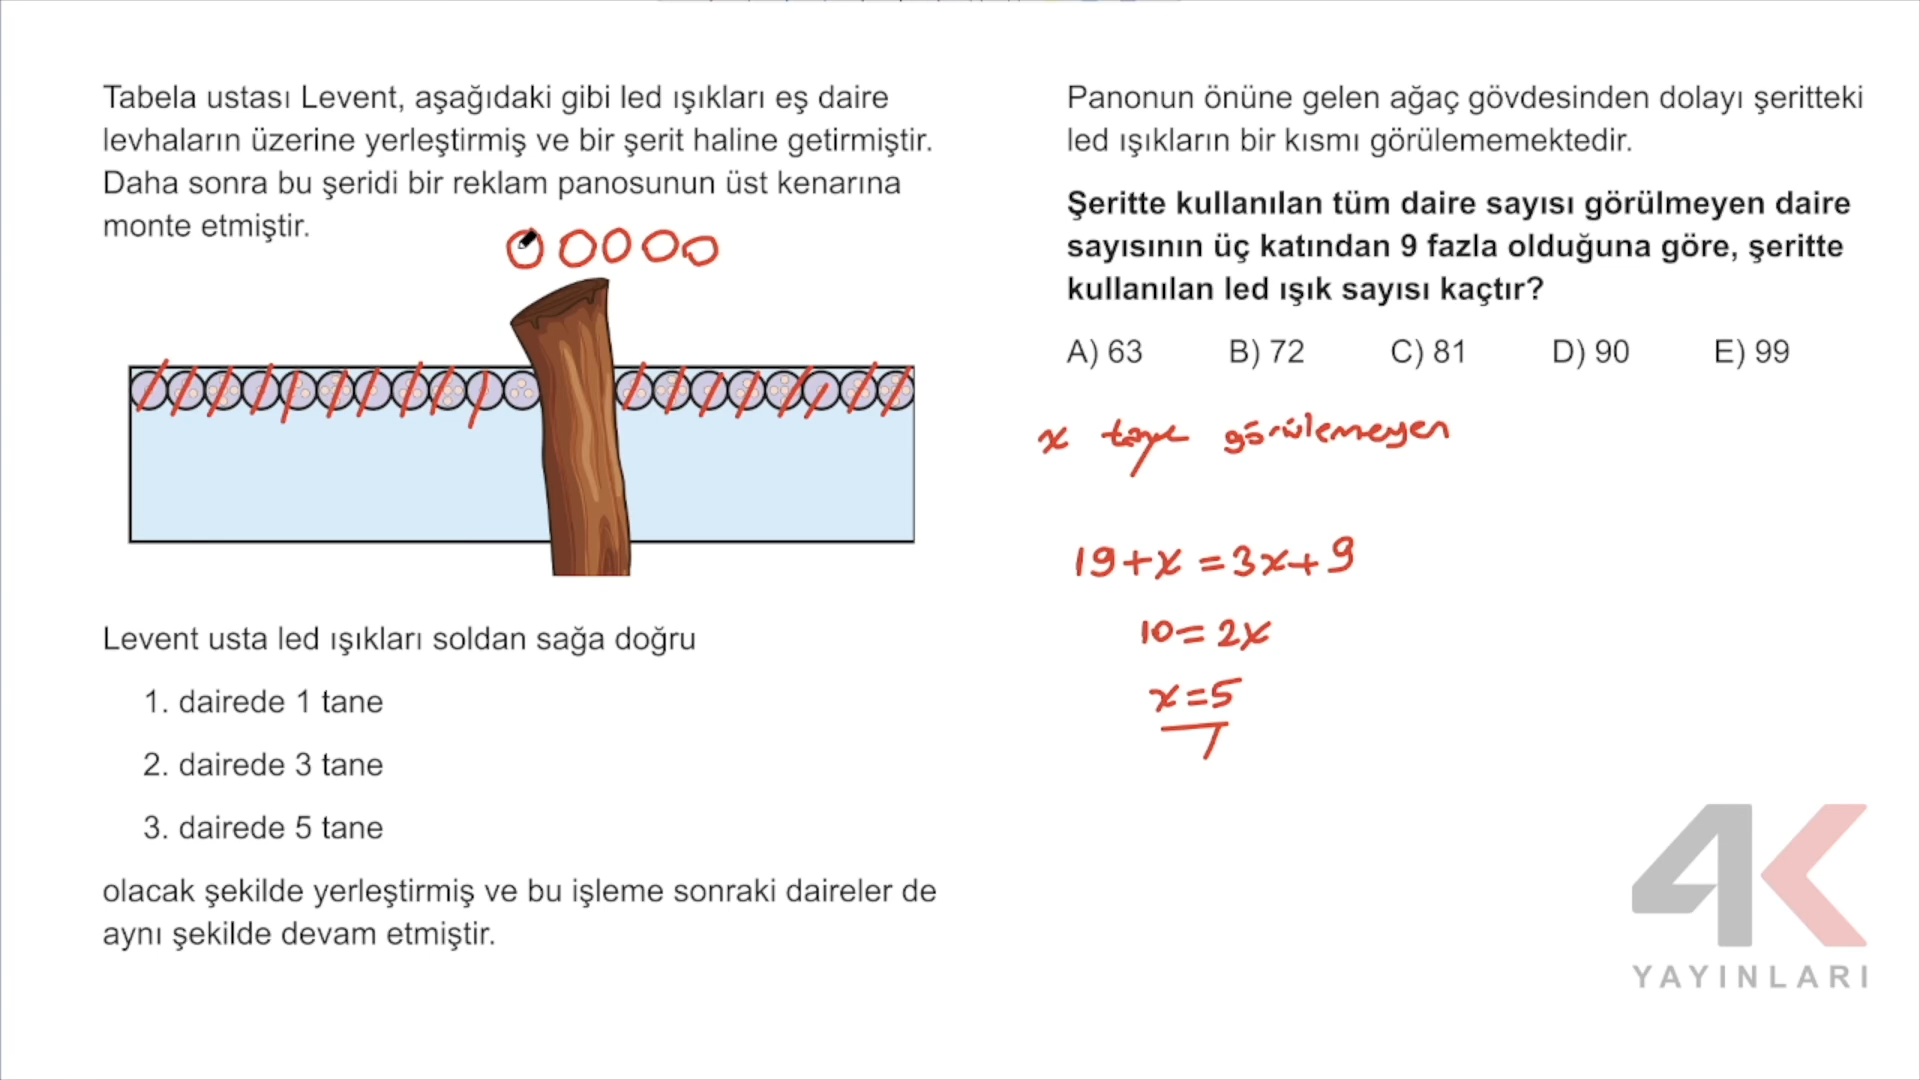 Tabela ustası Levent, aşağıdaki gibi led ışıkları eş daire
levhaların üzerine yerleştirmiş ve bir şerit haline getirmiştir.
Daha sonra bu şeridi bir reklam panosunun üst kenarına
monte etmiştir.
Levent usta led ışıkları soldan sağa doğru
1. dairede 1 tane
2. dairede 3 tane
3. dairede 5 tane
olacak şekilde yerleştirmiş ve bu işleme sonraki daireler de
aynı şekilde devam etmiştir.
Panonun önüne gelen ağaç gövdesinden dolayı şeritteki
led ışıkların bir kısmı görülememektedir.
Şeritte kullanılan tüm daire sayısı görülmeyen daire
sayısının üç katından 9 fazla olduğuna göre, şeritte
kullanılan led ışık sayısı kaçtır?
A) 63 B) 72 C) 81 D) 90 E) 99
x tane görülemeyen
19+x=3x+9
10=2x
x=5
4K
YAYINLARI